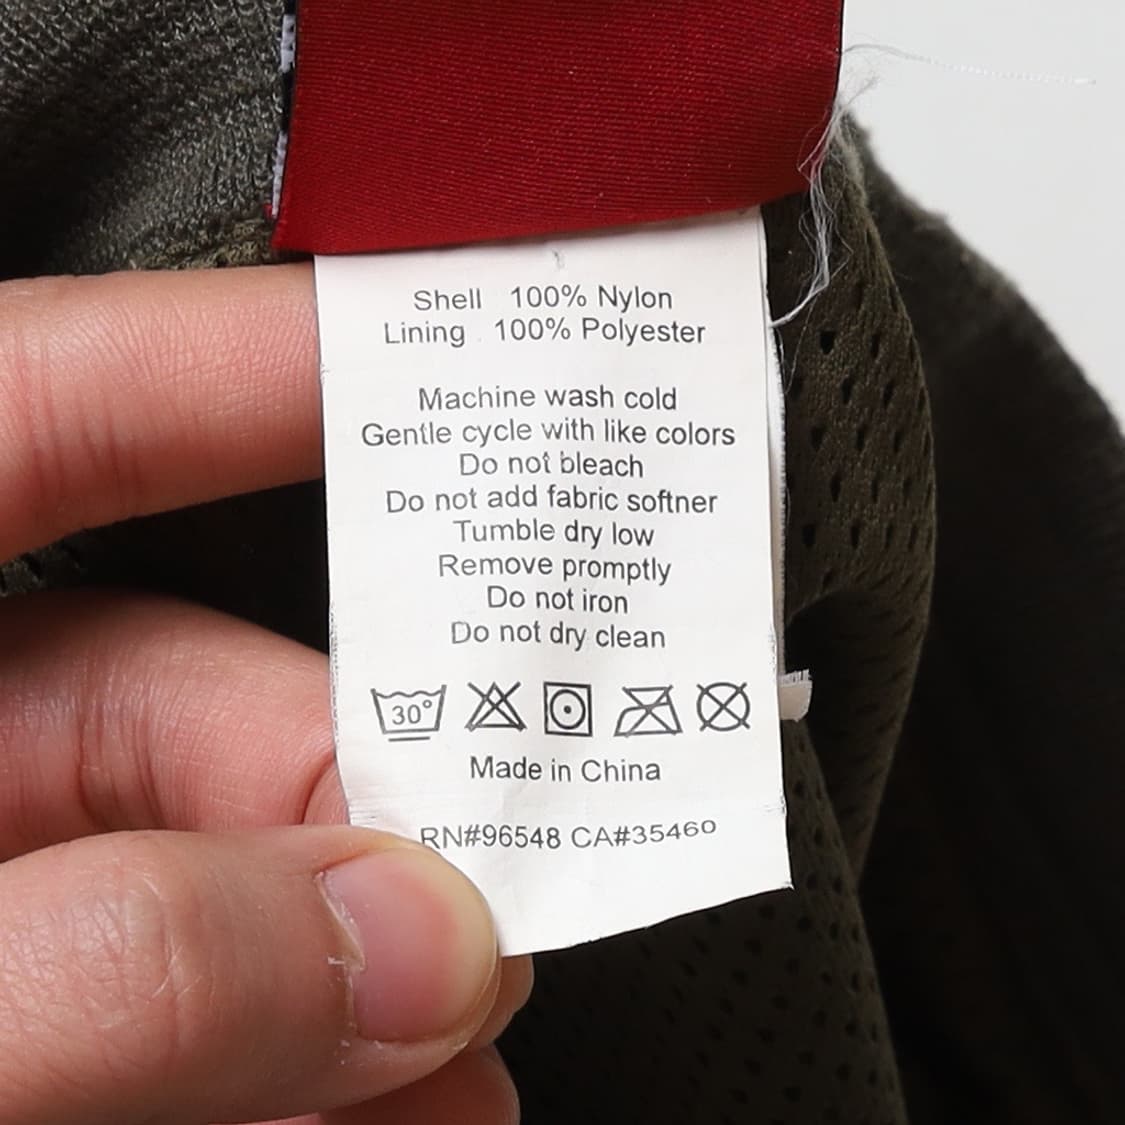 Shell 100% Nylon
Lining 100% Polyester
Machine wash cold
Gentle cycle with like colors
Do not bleach
Do not add fabric softner
Tumble dry low
Remove promptly
Do not iron
Do not dry clean
30°
Made in China
RN#96548 CA#35460